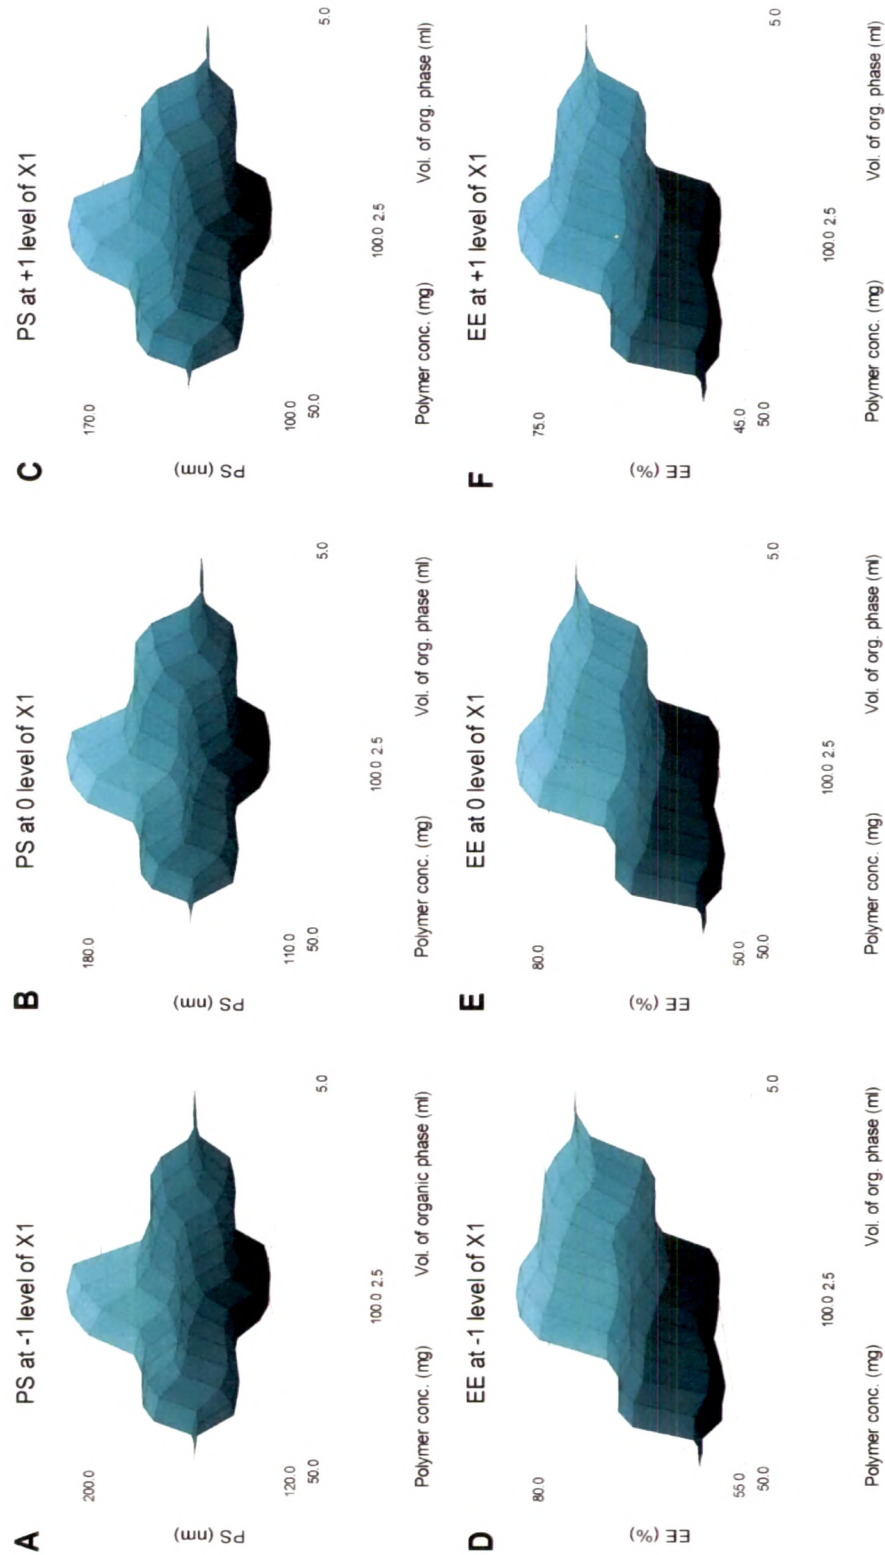 A
PS at -1 level of X1
200.0
PS (nm)
120.0
50.0
100.0 2.5
5.0
Polymer conc. (mg)
Vol. of organic phase (ml)
B
PS at 0 level of X1
180.0
PS (nm)
110.0
50.0
100.0 2.5
5.0
Polymer conc. (mg)
Vol. of org. phase (ml)
C
PS at +1 level of X1
170.0
PS (nm)
100.0
50.0
100.0 2.5
5.0
Polymer conc. (mg)
Vol. of org. phase (ml)
D
EE at -1 level of X1
80.0
EE (%)
55.0
50.0
100.0 2.5
5.0
Polymer conc. (mg)
Vol. of org. phase (ml)
E
EE at 0 level of X1
80.0
EE (%)
50.0
50.0
100.0 2.5
5.0
Polymer conc. (mg)
Vol. of org. phase (ml)
F
EE at +1 level of X1
75.0
EE (%)
45.0
50.0
100.0 2.5
5.0
Polymer conc. (mg)
Vol. of org. phase (ml)